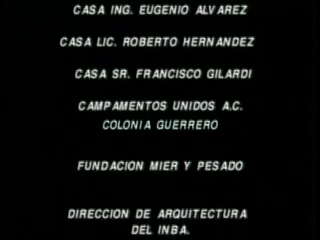 CASA ING. EUGENIO ALVAREZ
CASA LIC. ROBERTO HERNANDEZ
CASA SR. FRANCISCO GILARDI
CAMPAMENTOS UNIDOS A.C.
COLONIA GUERRERO
FUNDACION MIER Y PESADO
DIRECCION DE ARQUITECTURA
DEL INBA.